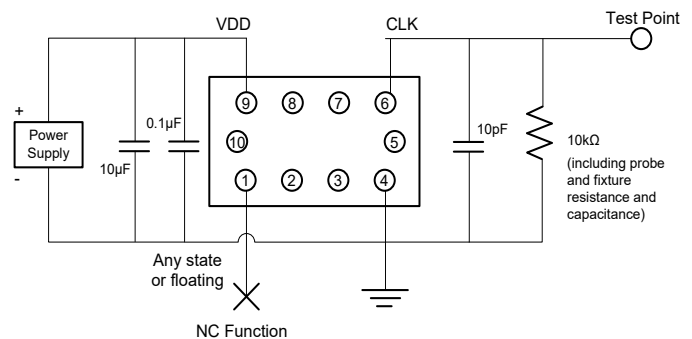 VDD
CLK
Test Point
+
Power
Supply
-
10µF
0.1µF
9
8
7
6
10
5
1
2
3
4
10pF
10kΩ
(including probe
and fixture
resistance and
capacitance)
Any state
or floating
NC Function